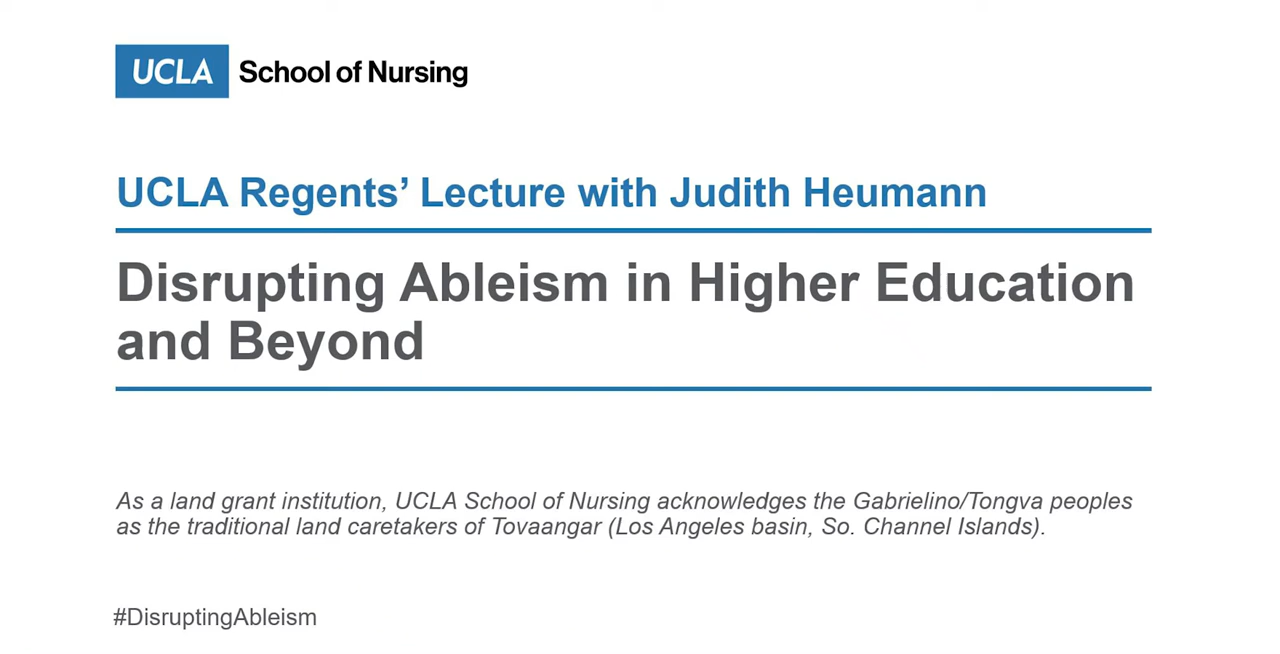 UCLA School of Nursing
UCLA Regents’ Lecture with Judith Heumann
Disrupting Ableism in Higher Education
and Beyond
As a land grant institution, UCLA School of Nursing acknowledges the Gabrielino/Tongva peoples
as the traditional land caretakers of Tovaangar (Los Angeles basin, So. Channel Islands).
#DisruptingAbleism